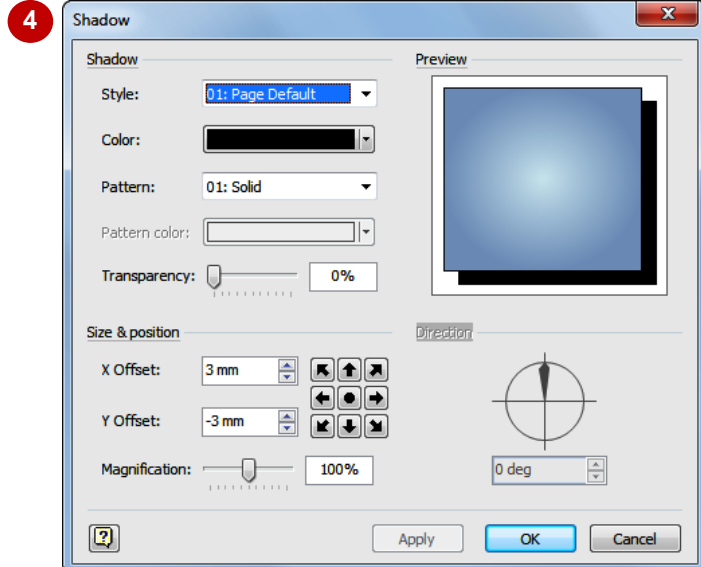 4
Shadow
Shadow
Preview
Style: 01: Page Default
Color:
Pattern: 01: Solid
Pattern color:
Transparency: 0%
Size & position
Direction
X Offset: 3 mm
Y Offset: -3 mm
Magnification: 100%
0 deg
Apply OK Cancel